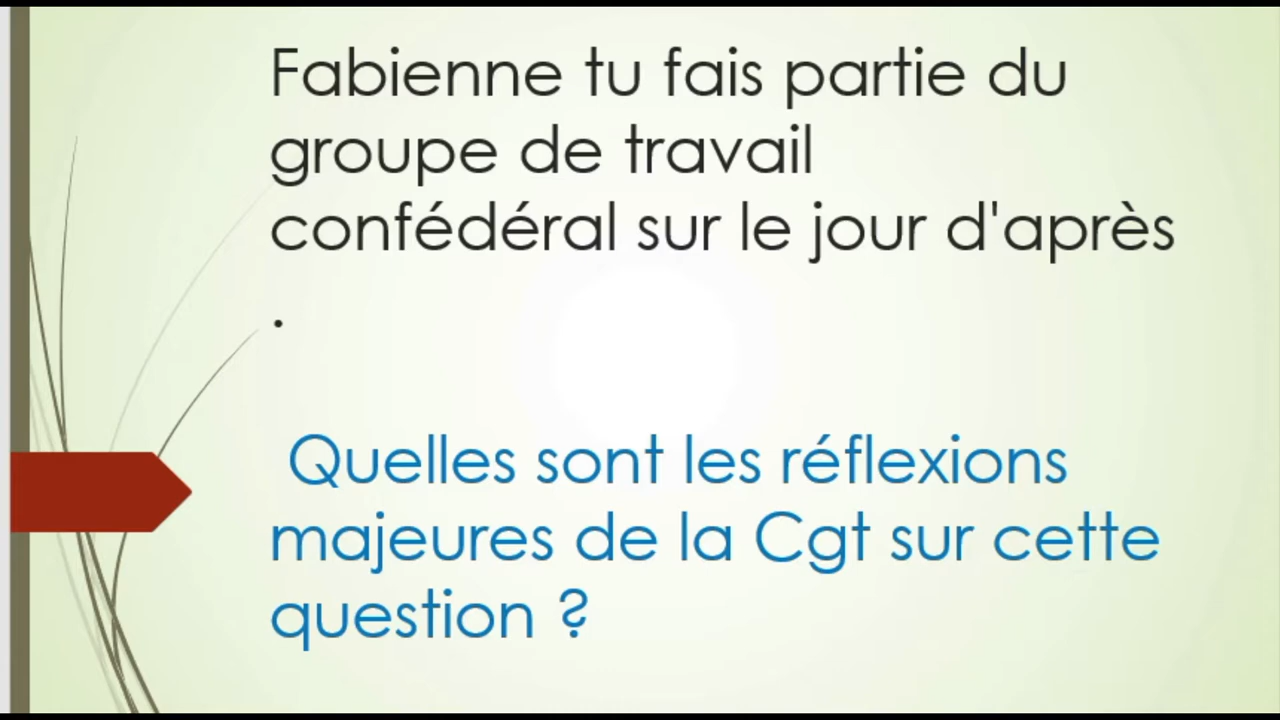 Fabienne tu fais partie du
groupe de travail
confédéral sur le jour d'après
.
Quelles sont les réflexions
majeures de la Cgt sur cette
question ?